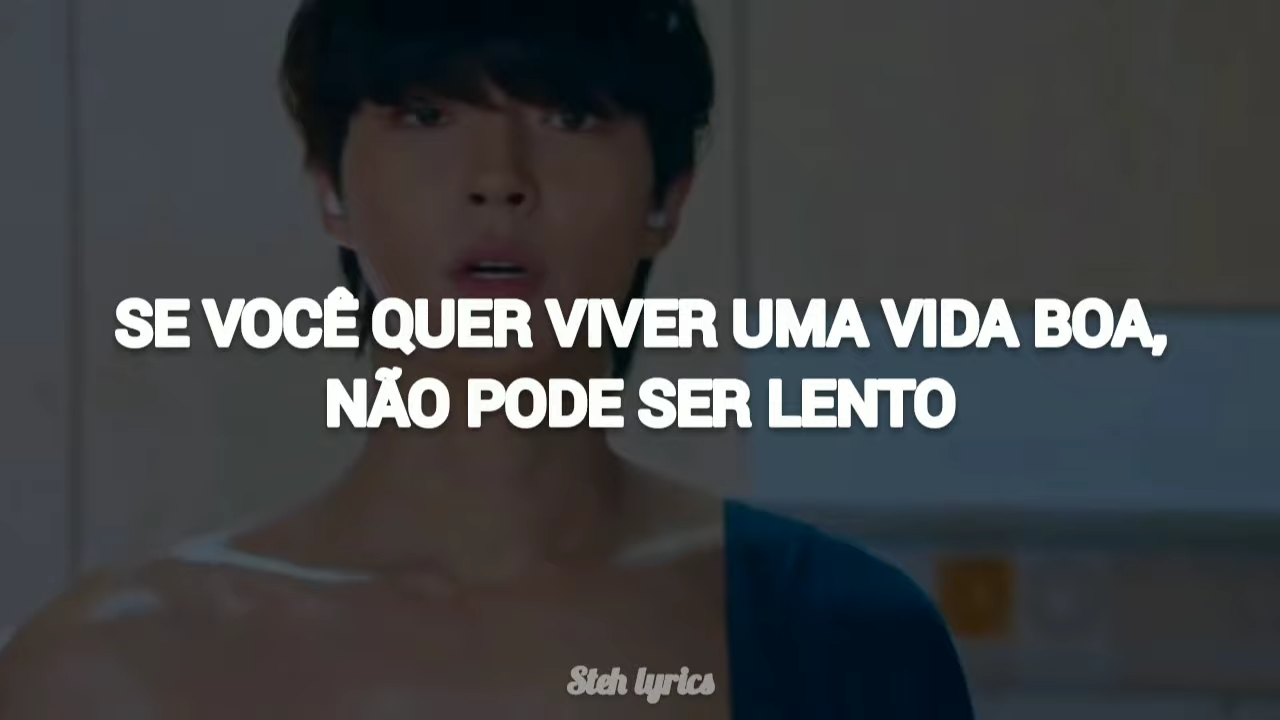 SE VOCÊ QUER VIVER UMA VIDA BOA,
NÃO PODE SER LENTO
Steh lyrics